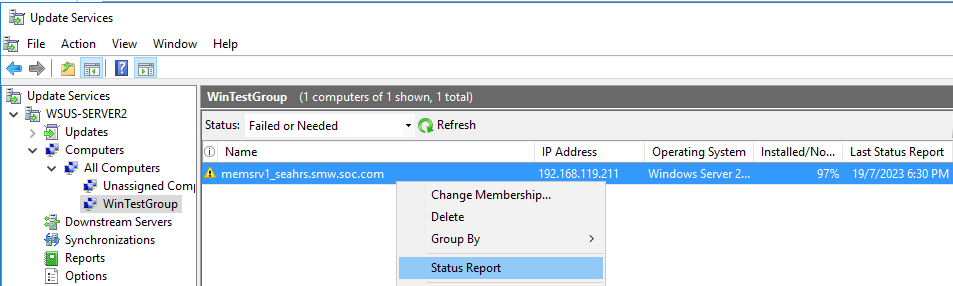 Update Services
File Action View Window Help
Update Services
WSUS-SERVER2
Updates
Computers
All Computers
Unassigned Comp
WinTestGroup
Downstream Servers
Synchronizations
Reports
Options
WinTestGroup (1 computers of 1 shown, 1 total)
Status: Failed or Needed Refresh
Name IP Address Operating System Installed/No... Last Status Report
memsrv1_seahrs.smw.soc.com 192.168.119.211 Windows Server 2... 97% 19/7/2023 6:30 PM
Change Membership...
Delete
Group By
Status Report